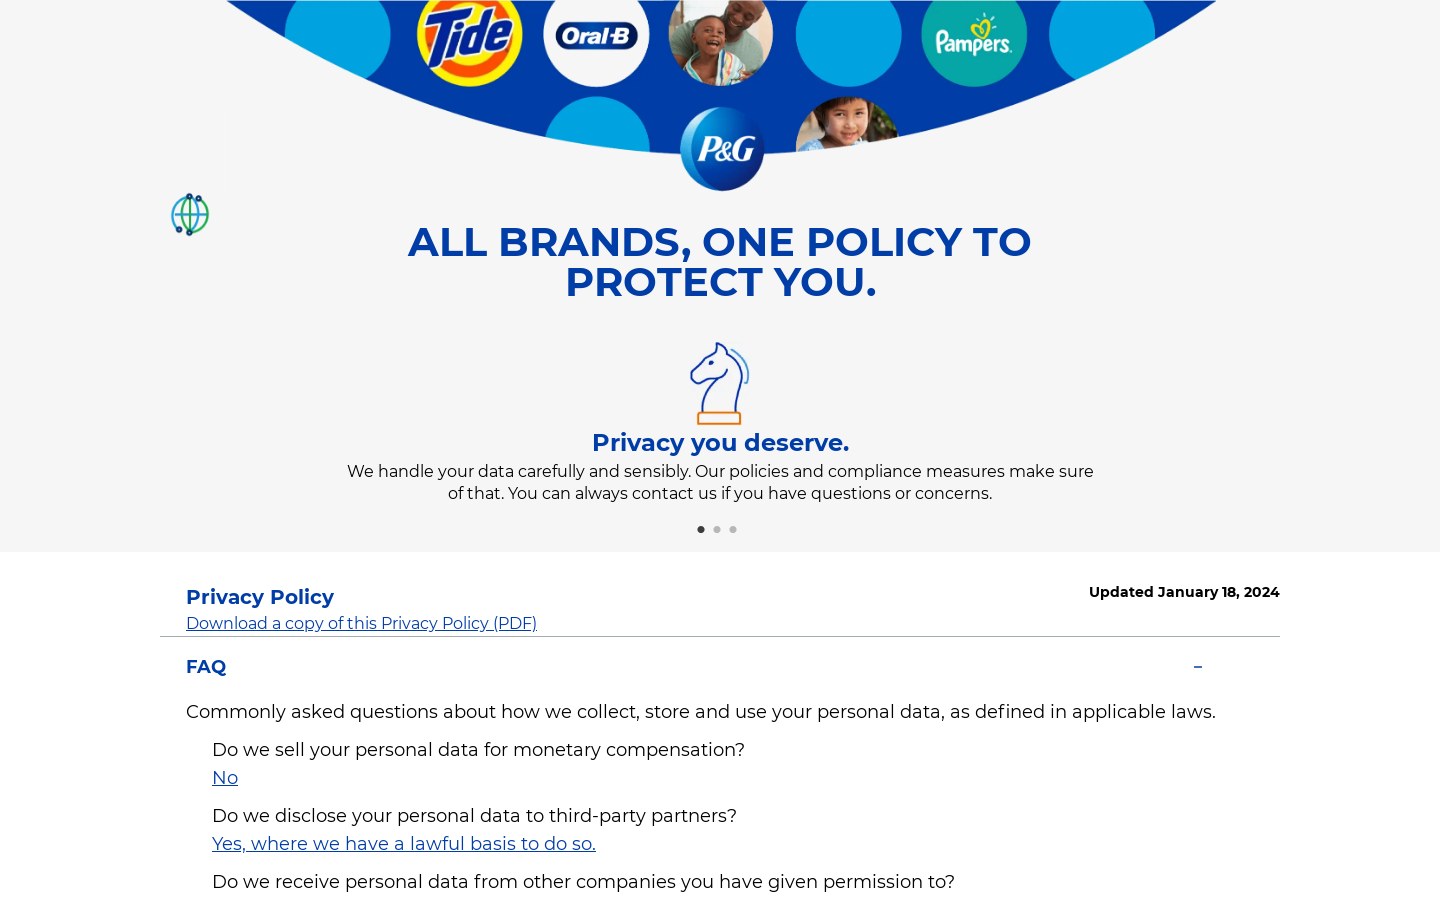 Tide
Oral-B
Pampers.
P&G
ALL BRANDS, ONE POLICY TO
PROTECT YOU.
Privacy you deserve.
We handle your data carefully and sensibly. Our policies and compliance measures make sure
of that. You can always contact us if you have questions or concerns.
Privacy Policy
Updated January 18, 2024
Download a copy of this Privacy Policy (PDF)
FAQ
–
Commonly asked questions about how we collect, store and use your personal data, as defined in applicable laws.
Do we sell your personal data for monetary compensation?
No
Do we disclose your personal data to third-party partners?
Yes, where we have a lawful basis to do so.
Do we receive personal data from other companies you have given permission to?